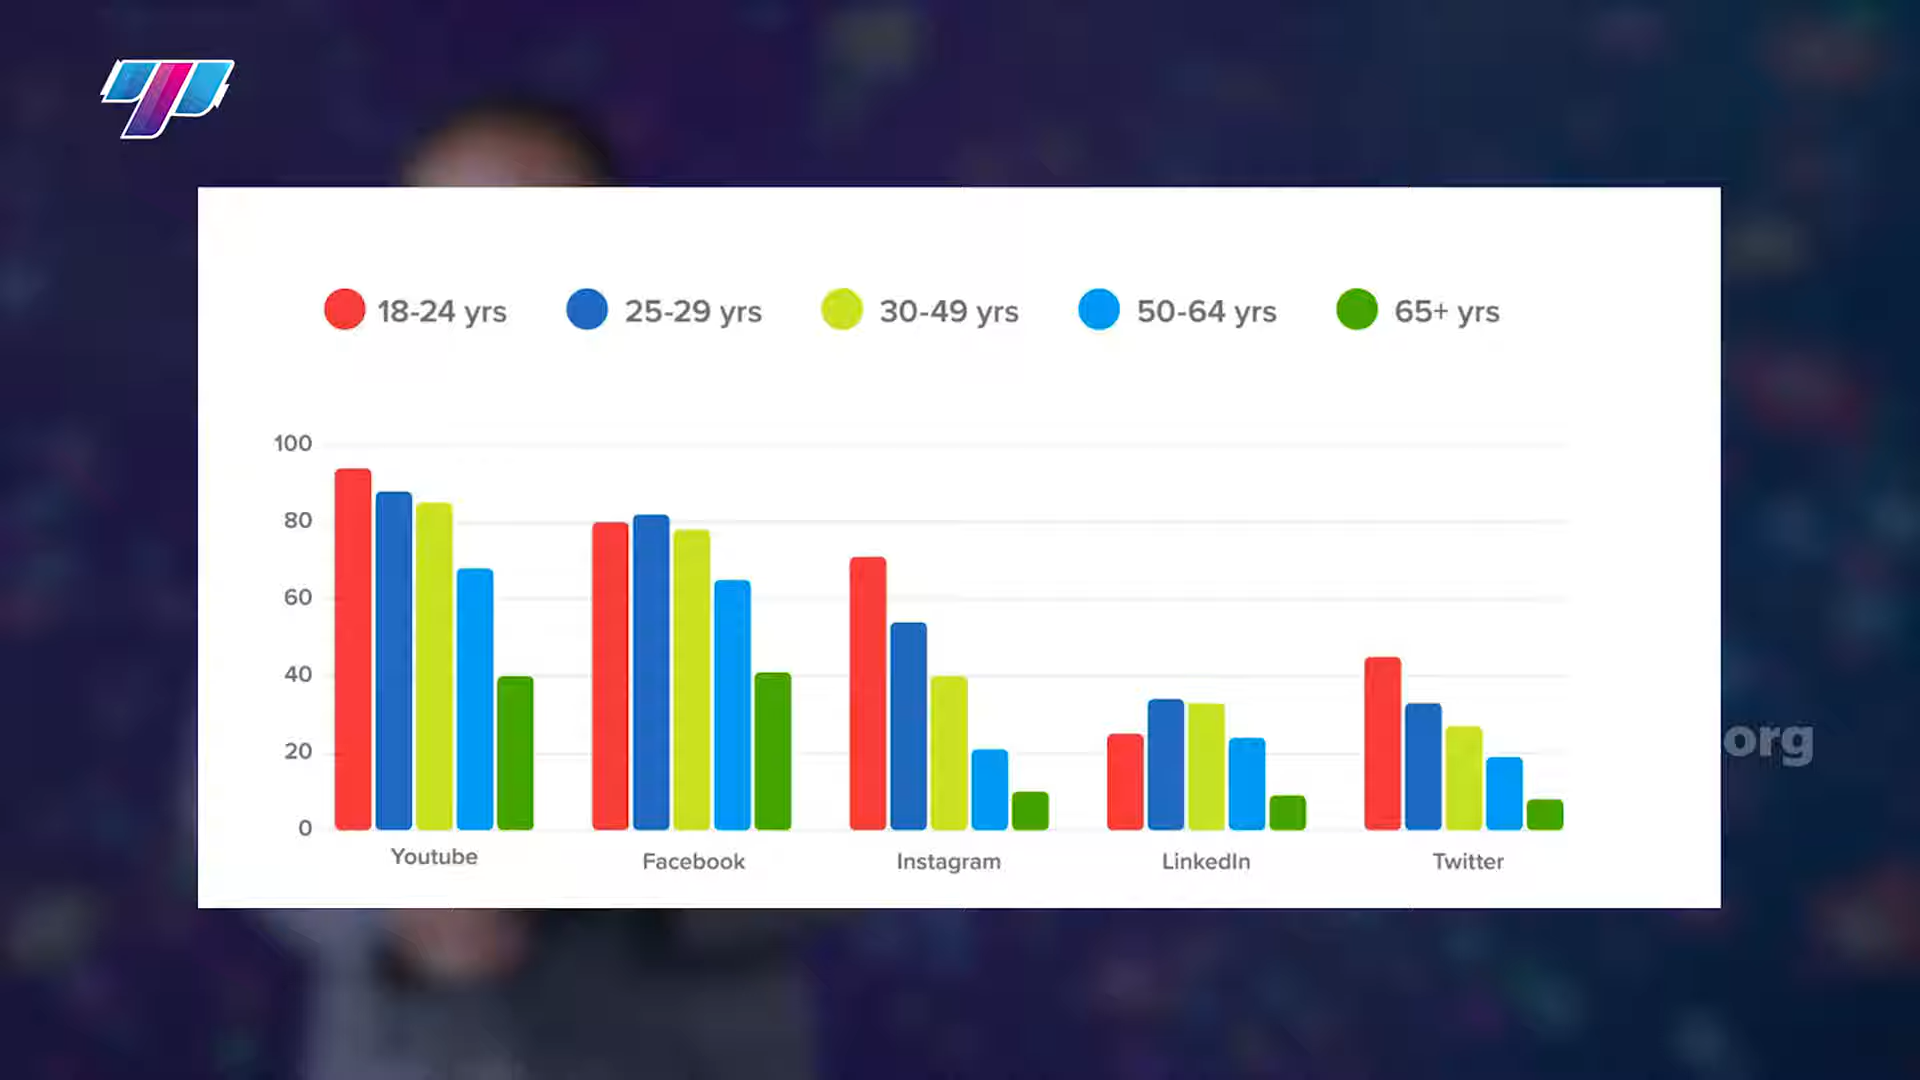 18-24 yrs 25-29 yrs 30-49 yrs 50-64 yrs 65+ yrs
100
80
60
40
20
0
Youtube Facebook Instagram LinkedIn Twitter
org